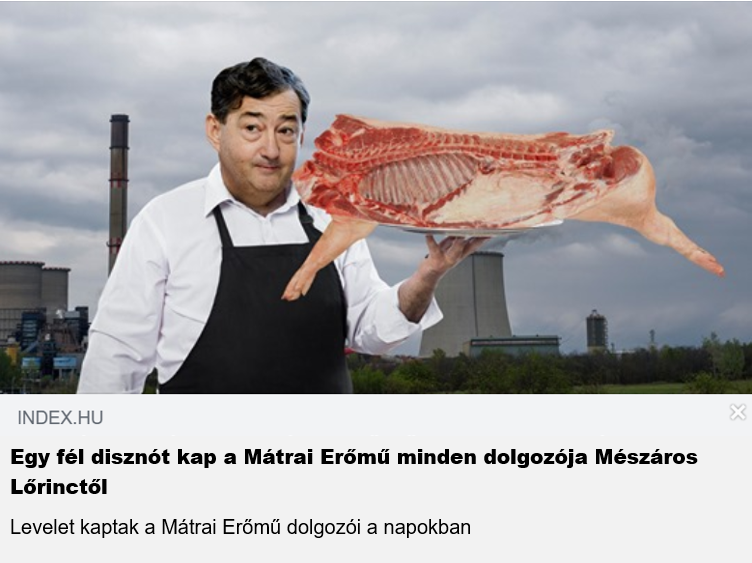 INDEX.HU
Egy fél disznót kap a Mátrai Erőmű minden dolgozója Mészáros
Lőrinctől
Levelet kaptak a Mátrai Erőmű dolgozói a napokban